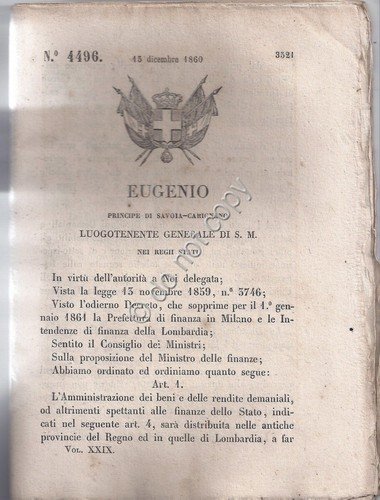 N.° 4496. 15 dicembre 1860 3521
EUGENIO
PRINCIPE DI SAVOIA-CARIGNANO
LUOGOTENENTE GENERALE DI S. M.
NEI REGII STATI
In virtù dell'autorità a Noi delegata;
Vista la legge 13 novembre 1859, n.° 3746;
Visto l'odierno Decreto, che sopprime per il 1.° gen-
naio 1861 la Prefettura di finanza in Milano e le In-
tendenze di finanza della Lombardia;
Sentito il Consiglio dei Ministri;
Sulla proposizione del Ministro delle finanze;
Abbiamo ordinato ed ordiniamo quanto segue:
Art. 1.
L'Amministrazione dei beni e delle rendite demaniali,
od altrimenti spettanti alle finanze dello Stato, indi-
cati nel seguente art. 4, sarà distribuita nelle antiche
provincie del Regno ed in quelle di Lombardia, a far
VOL. XXIX.
do not copy